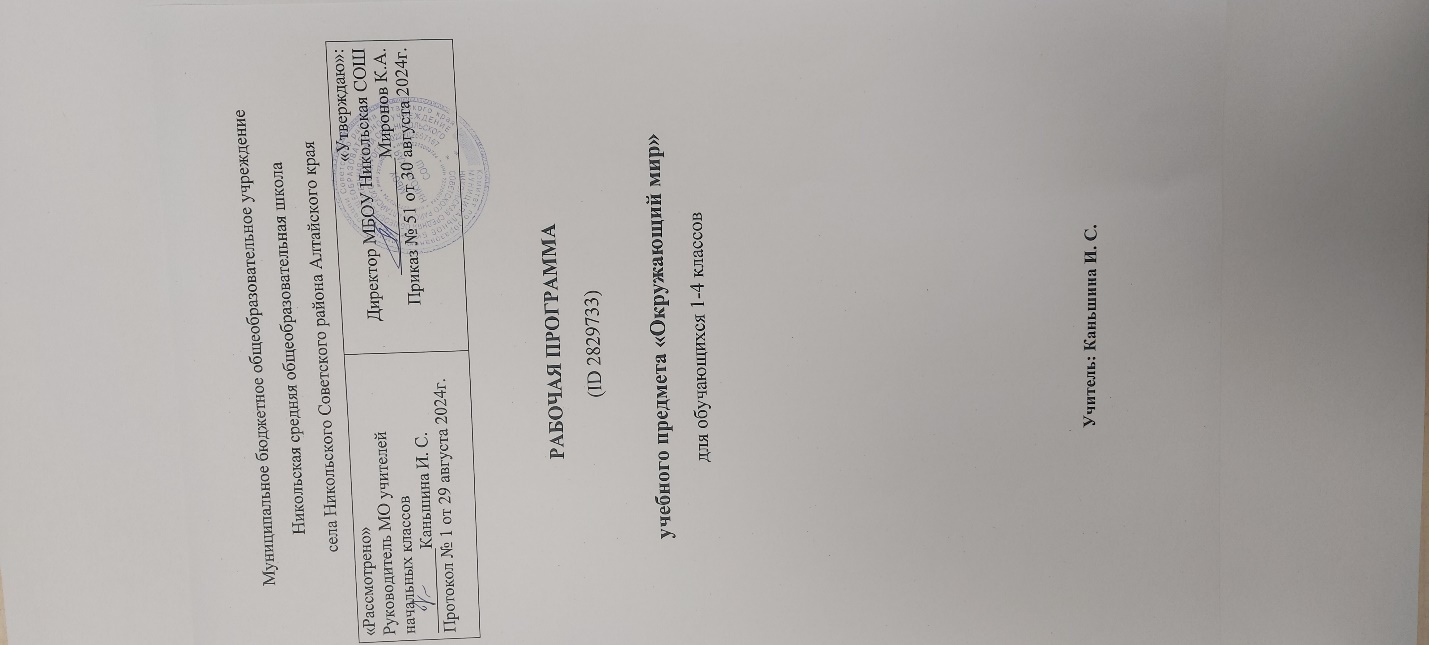 Муниципальное бюджетное общеобразовательное учреждение
Никольская средняя общеобразовательная школа
села Никольского Советского района Алтайского края
«Рассмотрено»
Руководитель МО учителей
начальных классов
Каньшина И. С.
Протокол № 1 от 29 августа 2024г.
«Утверждаю»:
Директор МБОУ Никольская СОШ
Миронов К.А.
Приказ № 51 от 30 августа 2024г.
РАБОЧАЯ ПРОГРАММА
(ID 2829733)
учебного предмета «Окружающий мир»
для обучающихся 1-4 классов
Учитель: Каньшина И. С.